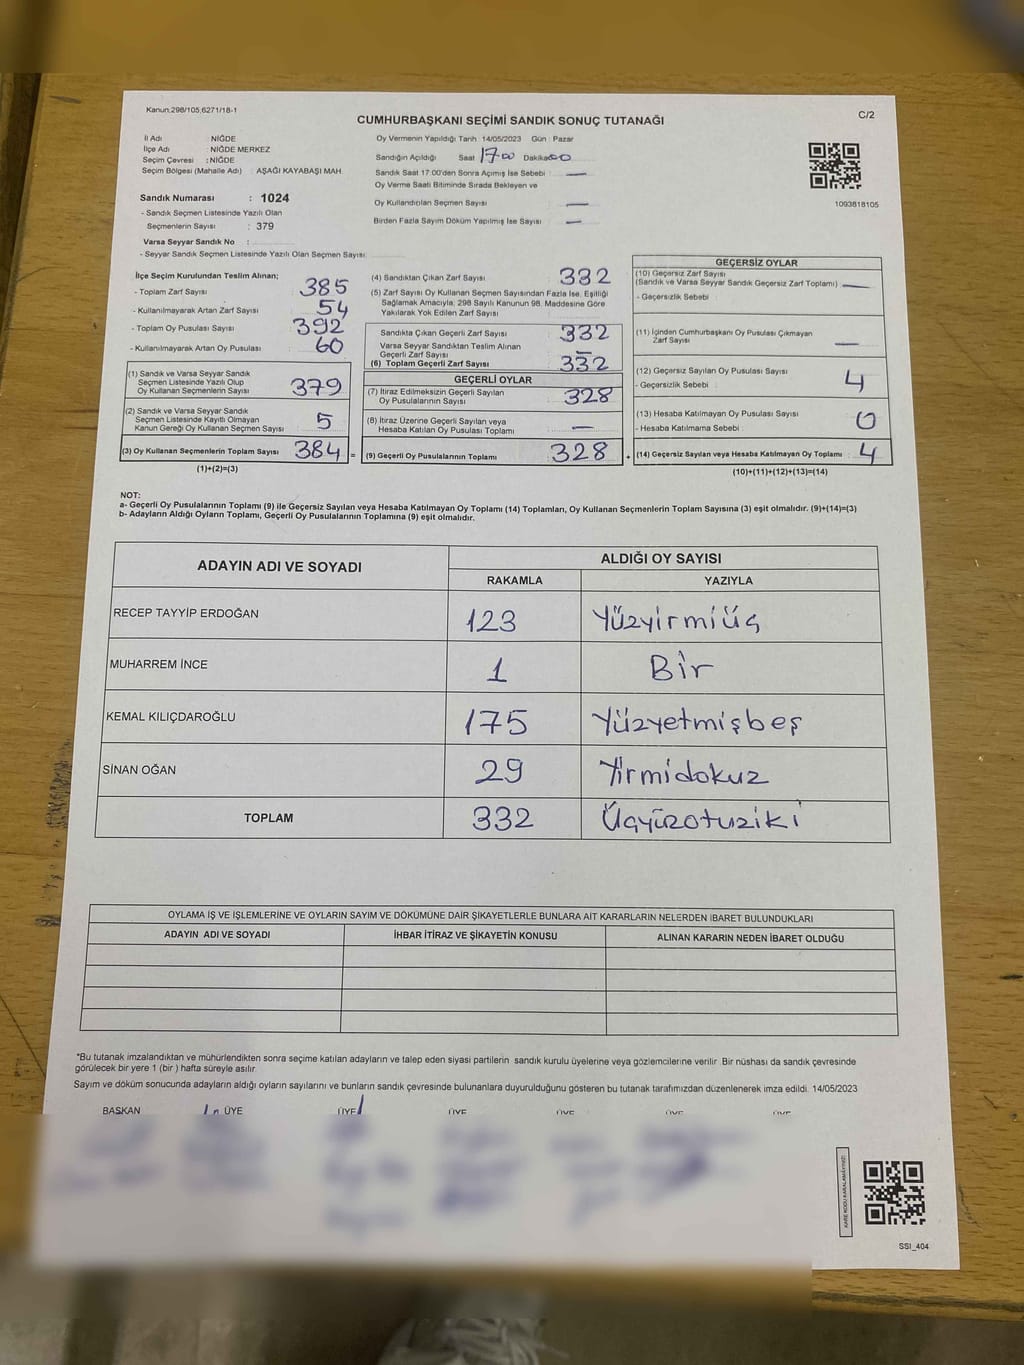 Kanun.298/105;6271/18-1
C/2
CUMHURBAŞKANI SEÇİMİ SANDIK SONUÇ TUTANAĞI
İl Adı NİĞDE
İlçe Adı : NİĞDE MERKEZ
Seçim Çevresi : NİĞDE
Seçim Bölgesi (Mahalle Adı) : AŞAĞI KAYABAŞI MAH.
Sandık Numarası : 1024
- Sandık Seçmen Listesinde Yazılı Olan
Seçmenlerin Sayısı : 379
Varsa Seyyar Sandık No :
- Seyyar Sandık Seçmen Listesinde Yazılı Olan Seçmen Sayısı
Oy Vermenin Yapıldığı Tarih : 14/05/2023 Gün : Pazar
Sandığın Açıldığı Saat 17:00 Dakika 00
Sandık Saat 17:00'den Sonra Açılmış İse Sebebi : —
Oy Verme Saati Bitiminde Sırada Bekleyen ve
Oy Kullandırılan Seçmen Sayısı —
Birden Fazla Sayım Döküm Yapılmış İse Sayısı —
1093818105
İlçe Seçim Kurulundan Teslim Alınan;
- Toplam Zarf Sayısı 385
- Kullanılmayarak Artan Zarf Sayısı : 54
- Toplam Oy Pusulası Sayısı : 392
- Kullanılmayarak Artan Oy Pusulası : 60
(1) Sandık ve Varsa Seyyar Sandık
Seçmen Listesinde Yazılı Olup
Oy Kullanan Seçmenlerin Sayısı 379
(2) Sandık ve Varsa Seyyar Sandık
Seçmen Listesinde Kayıtlı Olmayan
Kanun Gereği Oy Kullanan Seçmen Sayısı 5
(3) Oy Kullanan Seçmenlerin Toplam Sayısı 384 =
(1)+(2)=(3)
(4) Sandıktan Çıkan Zarf Sayısı 332
(5) Zarf Sayısı Oy Kullanan Seçmen Sayısından Fazla İse, Eşitliği
Sağlamak Amacıyla, 298 Sayılı Kanunun 98. Maddesine Göre
Yakılarak Yok Edilen Zarf Sayısı :
Sandıkta Çıkan Geçerli Zarf Sayısı : 332
Varsa Seyyar Sandıktan Teslim Alınan
Geçerli Zarf Sayısı : —
(6) Toplam Geçerli Zarf Sayısı : 332
GEÇERLİ OYLAR
(7) İtiraz Edilmeksizin Geçerli Sayılan
Oy Pusulalarının Sayısı 328
(8) İtiraz Üzerine Geçerli Sayılan veya
Hesaba Katılan Oy Pusulası Toplamı —
(9) Geçerli Oy Pusulalarının Toplamı 328 +
GEÇERSİZ OYLAR
(10) Geçersiz Zarf Sayısı
(Sandık ve Varsa Seyyar Sandık Geçersiz Zarf Toplamı) : —
- Geçersizlik Sebebi :
(11) İçinden Cumhurbaşkanı Oy Pusulası Çıkmayan
Zarf Sayısı —
(12) Geçersiz Sayılan Oy Pusulası Sayısı 4
- Geçersizlik Sebebi :
(13) Hesaba Katılmayan Oy Pusulası Sayısı 0
- Hesaba Katılmama Sebebi :
(14) Geçersiz Sayılan veya Hesaba Katılmayan Oy Toplamı 4
(10)+(11)+(12)+(13)=(14)
NOT:
a- Geçerli Oy Pusulalarının Toplamı (9) ile Geçersiz Sayılan veya Hesaba Katılmayan Oy Toplamı (14) Toplamları, Oy Kullanan Seçmenlerin Toplam Sayısına (3) eşit olmalıdır. (9)+(14)=(3)
b- Adayların Aldığı Oyların Toplamı, Geçerli Oy Pusulalarının Toplamına (9) eşit olmalıdır.
ADAYIN ADI VE SOYADI ALDIĞI OY SAYISI
RAKAMLA YAZIYLA
RECEP TAYYİP ERDOĞAN 123 Yüzyirmiüç
MUHARREM İNCE 1 Bir
KEMAL KILIÇDAROĞLU 175 Yüzyetmişbeş
SİNAN OĞAN 29 Yirmidokuz
TOPLAM 332 Üçyüzotuziki
OYLAMA İŞ VE İŞLEMLERİNE VE OYLARIN SAYIM VE DÖKÜMÜNE DAİR ŞİKAYETLERLE BUNLARA AİT KARARLARIN NELERDEN İBARET BULUNDUKLARI
ADAYIN ADI VE SOYADI İHBAR İTİRAZ VE ŞİKAYETİN KONUSU ALINAN KARARIN NEDEN İBARET OLDUĞU
*Bu tutanak imzalandıktan ve mühürlendikten sonra seçime katılan adayların ve talep eden siyasi partilerin sandık kurulu üyelerine veya gözlemcilerine verilir. Bir nüshası da sandık çevresinde
görülecek bir yere 1 (bir) hafta süreyle asılır.
Sayım ve döküm sonucunda adayların aldığı oyların sayılarını ve bunların sandık çevresinde bulunanlara duyurulduğunu gösteren bu tutanak tarafımızdan düzenlenerek imza edildi. 14/05/2023
BAŞKAN ÜYE ÜYE ÜYE ÜYE ÜYE ÜYE
KARE KODU KARALAMAYINIZ!
SSI_404